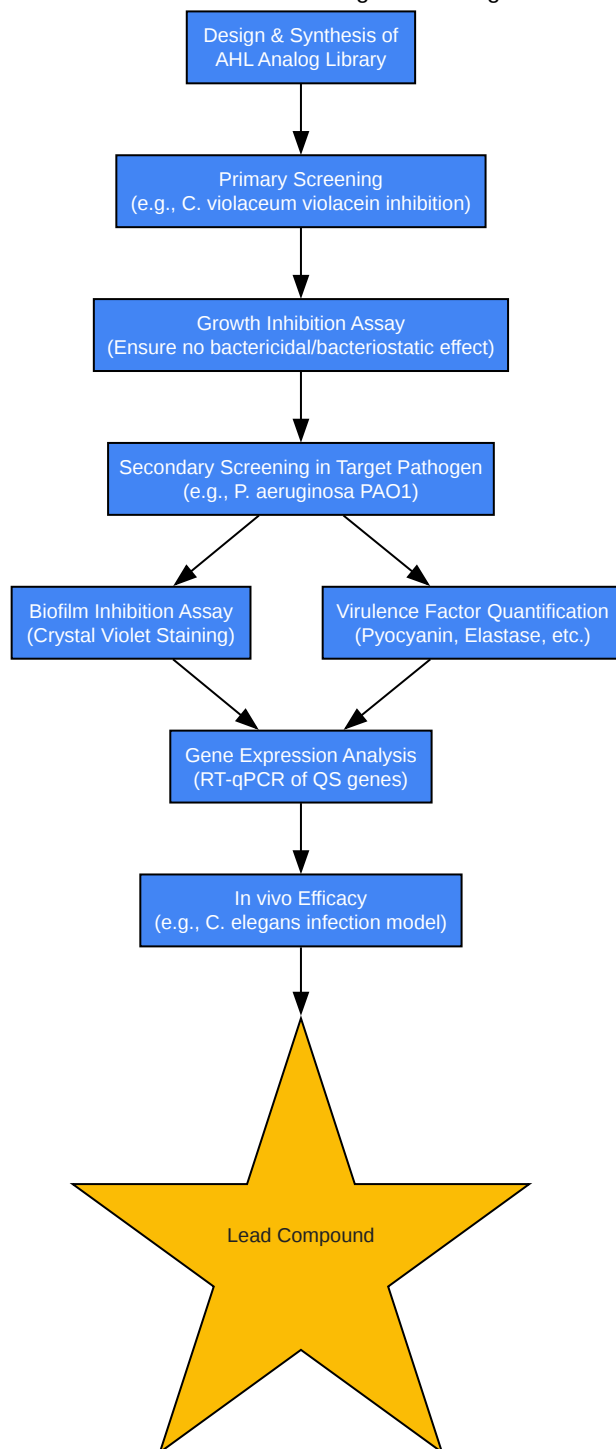 Design & Synthesis of
AHL Analog Library
Primary Screening
(e.g., C. violaceum violacein inhibition)
Growth Inhibition Assay
(Ensure no bactericidal/bacteriostatic effect)
Secondary Screening in Target Pathogen
(e.g., P. aeruginosa PAO1)
Biofilm Inhibition Assay
(Crystal Violet Staining)
Virulence Factor Quantification
(Pyocyanin, Elastase, etc.)
Gene Expression Analysis
(RT-qPCR of QS genes)
In vivo Efficacy
(e.g., C. elegans infection model)
Lead Compound